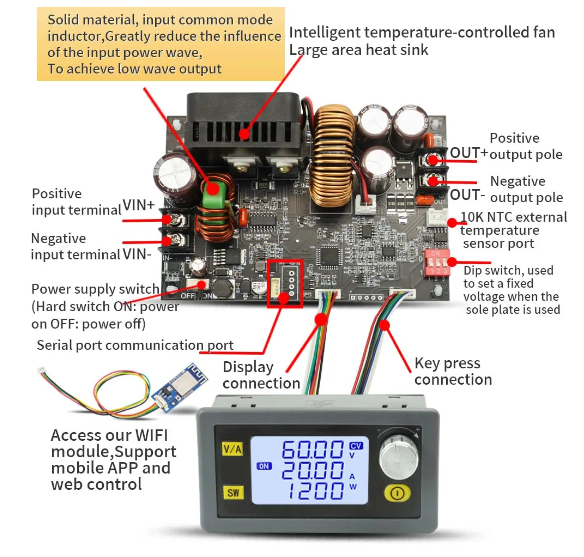 Solid material, input common mode
inductor,Greatly reduce the influence
of the input power wave,
To achieve low wave output
Intelligent temperature-controlled fan
Large area heat sink
Positive
output pole
OUT+
Negative
output pole
OUT-
Positive
input terminal
VIN+
Negative
input terminal
VIN-
IN-
10K NTC external
temperature
sensor port
Dip switch, used
to set a fixed
voltage when the
sole plate is used
Power supply switch
(Hard switch ON: power
on OFF: power off)
OFF ON
Serial port communication port
Display
connection
Key press
connection
Access our WIFI
module,Support
mobile APP and
web control
V/A
60.00 V CV
ON
20.00 A
SW
1200 W